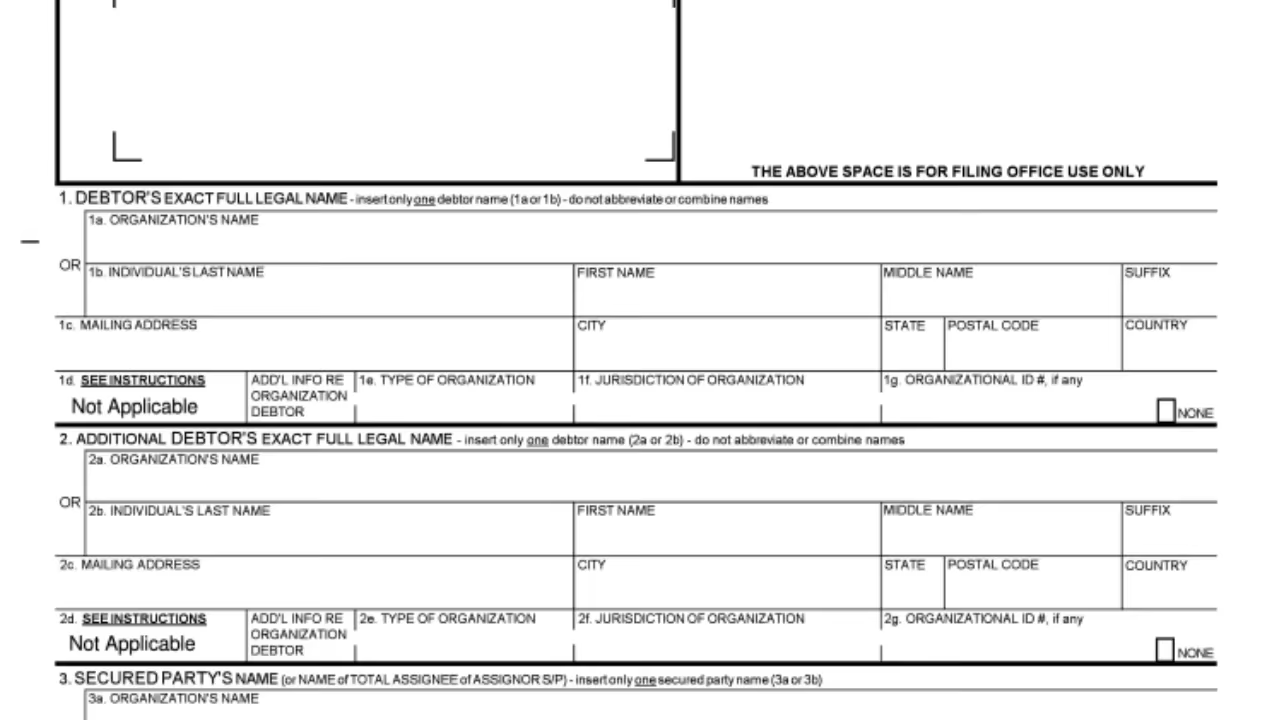 THE ABOVE SPACE IS FOR FILING OFFICE USE ONLY
1. DEBTOR'S EXACT FULL LEGAL NAME - insert only one debtor name (1a or 1b) - do not abbreviate or combine names
1a. ORGANIZATION'S NAME
OR
1b. INDIVIDUAL'S LAST NAME
FIRST NAME
MIDDLE NAME
SUFFIX
1c. MAILING ADDRESS
CITY
STATE
POSTAL CODE
COUNTRY
1d. SEE INSTRUCTIONS
Not Applicable
ADD'L INFO RE
ORGANIZATION
DEBTOR
1e. TYPE OF ORGANIZATION
1f. JURISDICTION OF ORGANIZATION
1g. ORGANIZATIONAL ID #, if any
NONE
2. ADDITIONAL DEBTOR'S EXACT FULL LEGAL NAME - insert only one debtor name (2a or 2b) - do not abbreviate or combine names
2a. ORGANIZATION'S NAME
OR
2b. INDIVIDUAL'S LAST NAME
FIRST NAME
MIDDLE NAME
SUFFIX
2c. MAILING ADDRESS
CITY
STATE
POSTAL CODE
COUNTRY
2d. SEE INSTRUCTIONS
Not Applicable
ADD'L INFO RE
ORGANIZATION
DEBTOR
2e. TYPE OF ORGANIZATION
2f. JURISDICTION OF ORGANIZATION
2g. ORGANIZATIONAL ID #, if any
NONE
3. SECURED PARTY'S NAME (or NAME of TOTAL ASSIGNEE of ASSIGNOR S/P) - insert only one secured party name (3a or 3b)
3a. ORGANIZATION'S NAME